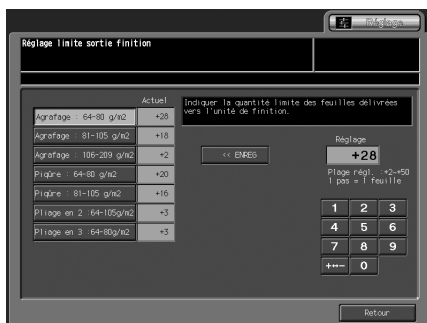 Réglage
Réglage limite sortie finition
Actuel
Indiquer la quantité limite des feuilles délivrées
vers l'unité de finition.
Agrafage : 64-80 g/m2 +28
Agrafage : 81-105 g/m2 +18
Agrafage : 106-209 g/m2 +2
Piqûre : 64-80 g/m2 +20
Piqûre : 81-105 g/m2 +16
Pliage en 2 :64-105g/m2 +3
Pliage en 3 :64-80g/m2 +3
<< ENREG
Réglage
+28
Plage régl. :+2~+50
1 pas = 1 feuille
1 2 3
4 5 6
7 8 9
+↔- 0
Retour